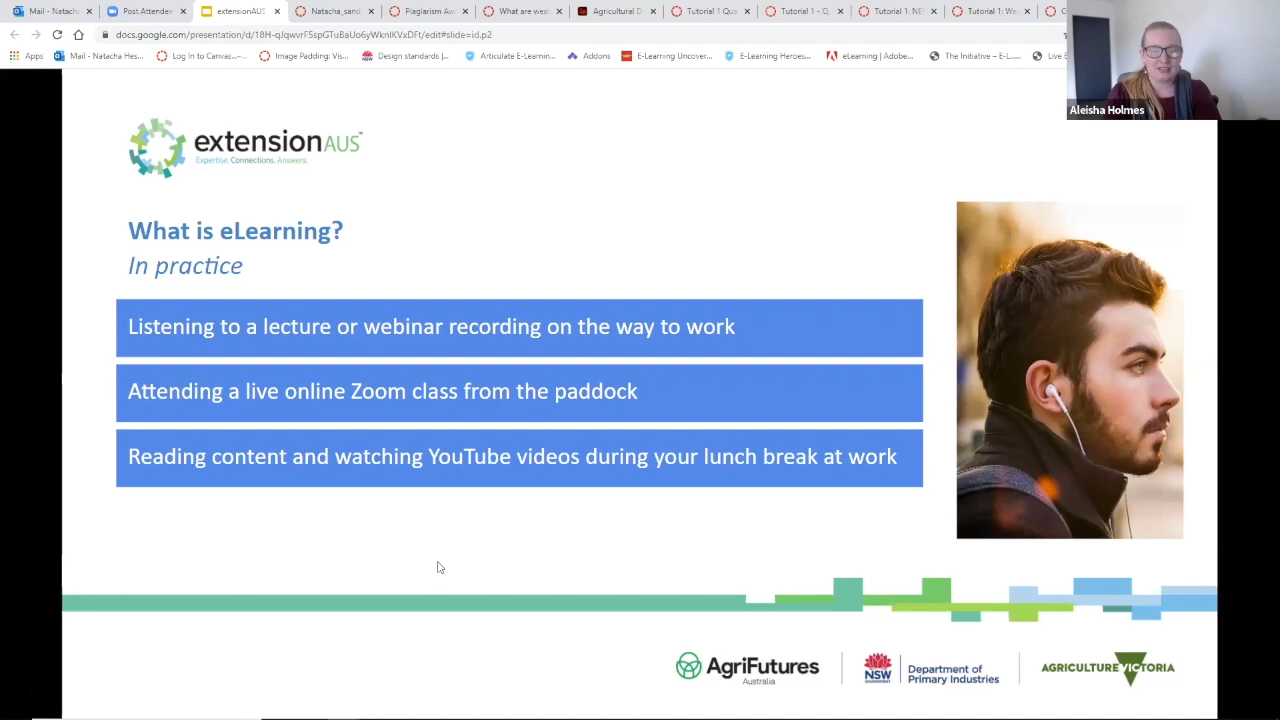 Mail - Natacha
Post Attendee
extensionAUS
Natacha_sand
Plagiarism Aw
What are wea
Agricultural D
Tutorial 1 Qua
Tutorial 1 - Q
Tutorial 1: NE
Tutorial 1: We
docs.google.com/presentation/d/
/edit#slide=id.p2
Apps
Mail - Natacha Hes...
Log In to Canvas...
Image Padding: Vis...
Design standards |...
Articulate E-Learnin...
Addons
E-Learning Uncover...
E-Learning Heroes...
eLearning | Adobe...
The Initiative – E-L...
Live
Aleisha Holmes
extensionAUS™
Expertise. Connections. Answers.
What is eLearning?
In practice
Listening to a lecture or webinar recording on the way to work
Attending a live online Zoom class from the paddock
Reading content and watching YouTube videos during your lunch break at work
AgriFutures
Australia
NSW
GOVERNMENT
Department of
Primary Industries
AGRICULTURE VICTORIA